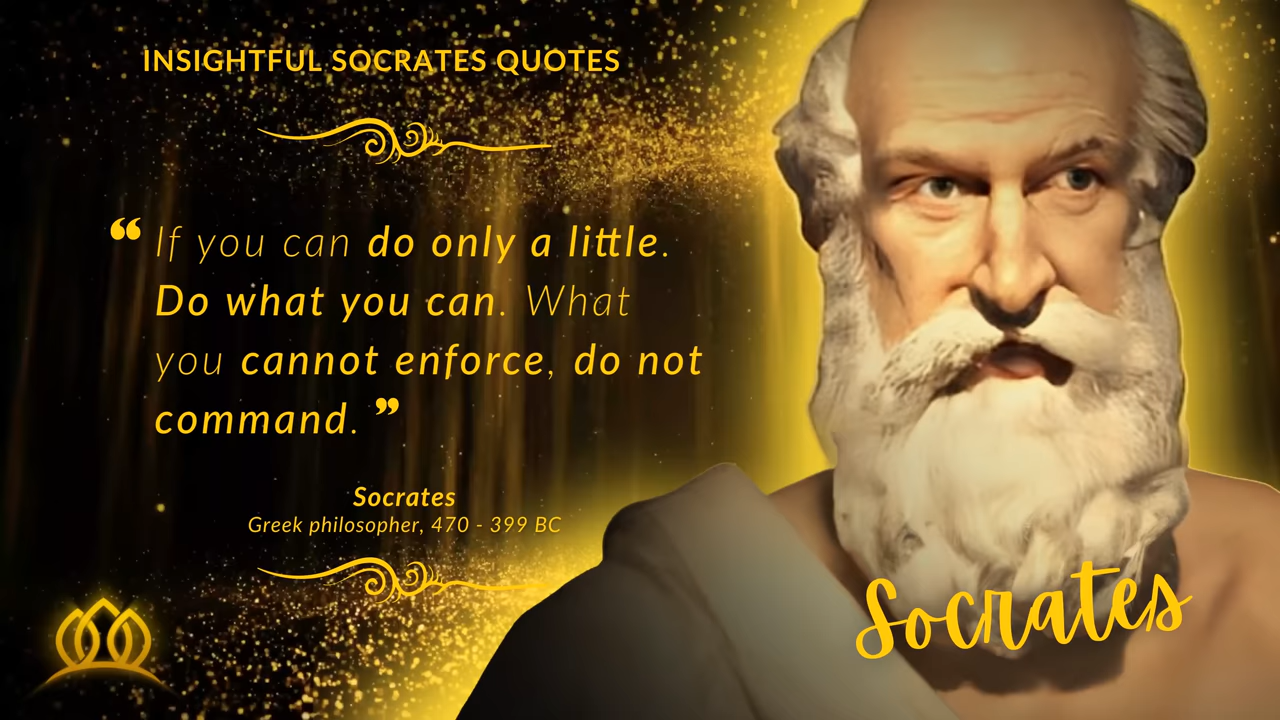 INSIGHTFUL SOCRATES QUOTES
“ If you can do only a little.
Do what you can. What
you cannot enforce, do not
command. ”
Socrates
Greek philosopher, 470 - 399 BC
Socrates